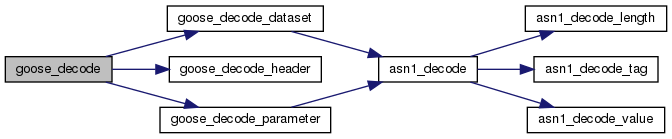 goose_decode
goose_decode_dataset
goose_decode_header
goose_decode_parameter
asn1_decode
asn1_decode_length
asn1_decode_tag
asn1_decode_value